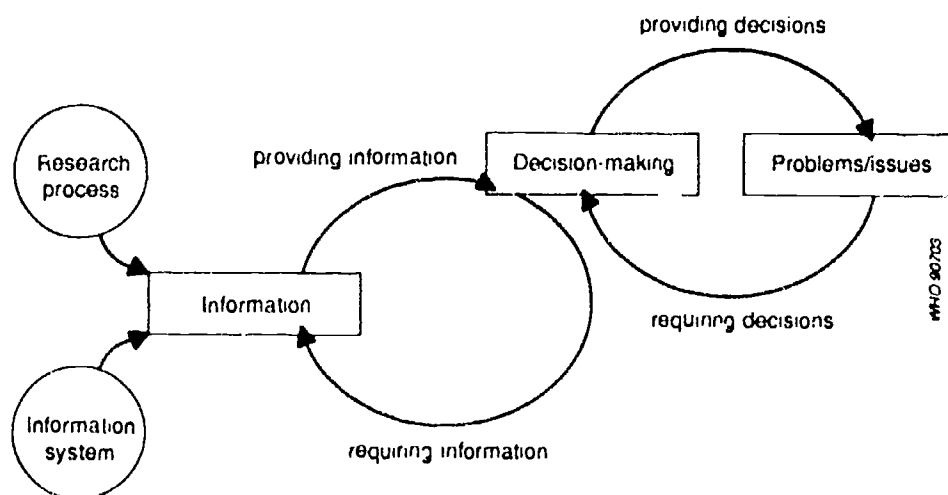 providing decisions
Research
process
providing information
Decision-making
Problems/issues
Information
requiring decisions
Information
system
requiring information
WHO 90703